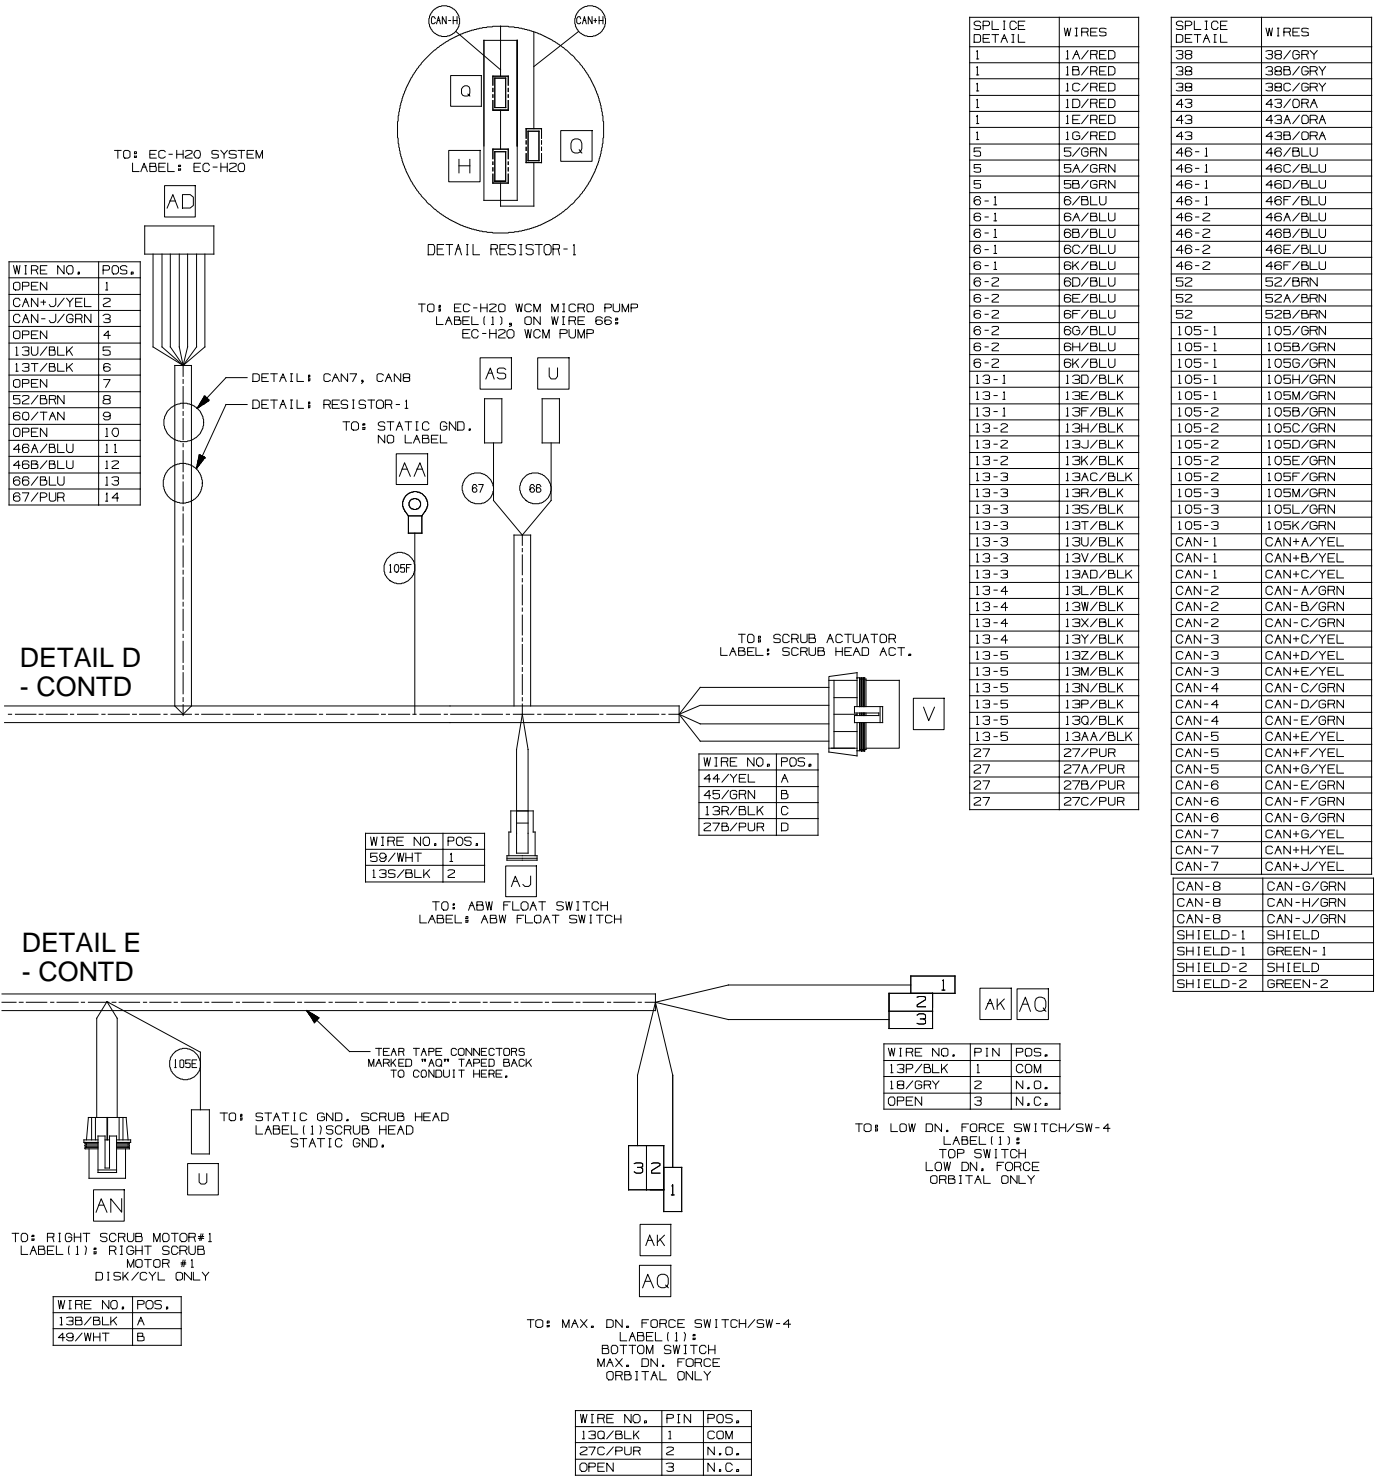 CAN-H
CAN+H
Q
Q
H
DETAIL RESISTOR-1
TO: EC-H2O SYSTEM
LABEL: EC-H2O
AD
WIRE NO. POS.
OPEN 1
CAN+J/YEL 2
CAN-J/GRN 3
OPEN 4
13U/BLK 5
13T/BLK 6
OPEN 7
52/BRN 8
60/TAN 9
OPEN 10
46A/BLU 11
46B/BLU 12
66/BLU 13
67/PUR 14
DETAIL: CAN7, CAN8
DETAIL: RESISTOR-1
TO: EC-H2O WCM MICRO PUMP
LABEL(1), ON WIRE 66:
EC-H2O WCM PUMP
AS U
TO: STATIC GND.
NO LABEL
AA
67
66
105F
DETAIL D
- CONTD
TO: SCRUB ACTUATOR
LABEL: SCRUB HEAD ACT.
V
WIRE NO. POS.
44/YEL A
45/GRN B
13R/BLK C
27B/PUR D
WIRE NO. POS.
59/WHT 1
13S/BLK 2
AJ
TO: ABW FLOAT SWITCH
LABEL: ABW FLOAT SWITCH
SPLICE DETAIL WIRES
1 1A/RED
1 1B/RED
1 1C/RED
1 1D/RED
1 1E/RED
1 1G/RED
5 5/GRN
5 5A/GRN
5 5B/GRN
6-1 6/BLU
6-1 6A/BLU
6-1 6B/BLU
6-1 6C/BLU
6-1 6K/BLU
6-2 6D/BLU
6-2 6E/BLU
6-2 6F/BLU
6-2 6G/BLU
6-2 6H/BLU
6-2 6K/BLU
13-1 13D/BLK
13-1 13E/BLK
13-1 13F/BLK
13-2 13H/BLK
13-2 13J/BLK
13-2 13K/BLK
13-3 13AC/BLK
13-3 13R/BLK
13-3 13S/BLK
13-3 13T/BLK
13-3 13U/BLK
13-3 13V/BLK
13-3 13AD/BLK
13-4 13L/BLK
13-4 13W/BLK
13-4 13X/BLK
13-4 13Y/BLK
13-5 13Z/BLK
13-5 13M/BLK
13-5 13N/BLK
13-5 13P/BLK
13-5 13Q/BLK
13-5 13AA/BLK
27 27/PUR
27 27A/PUR
27 27B/PUR
27 27C/PUR
SPLICE DETAIL WIRES
38 38/GRY
38 38B/GRY
38 38C/GRY
43 43/ORA
43 43A/ORA
43 43B/ORA
46-1 46/BLU
46-1 46C/BLU
46-1 46D/BLU
46-1 46F/BLU
46-2 46A/BLU
46-2 46B/BLU
46-2 46E/BLU
46-2 46F/BLU
52 52/BRN
52 52A/BRN
52 52B/BRN
105-1 105/GRN
105-1 105B/GRN
105-1 105G/GRN
105-1 105H/GRN
105-1 105M/GRN
105-2 105B/GRN
105-2 105C/GRN
105-2 105D/GRN
105-2 105E/GRN
105-2 105F/GRN
105-3 105M/GRN
105-3 105L/GRN
105-3 105K/GRN
CAN-1 CAN+A/YEL
CAN-1 CAN+B/YEL
CAN-1 CAN+C/YEL
CAN-2 CAN-A/GRN
CAN-2 CAN-B/GRN
CAN-2 CAN-C/GRN
CAN-3 CAN+C/YEL
CAN-3 CAN+D/YEL
CAN-3 CAN+E/YEL
CAN-4 CAN-C/GRN
CAN-4 CAN-D/GRN
CAN-4 CAN-E/GRN
CAN-5 CAN+E/YEL
CAN-5 CAN+F/YEL
CAN-5 CAN+G/YEL
CAN-6 CAN-E/GRN
CAN-6 CAN-F/GRN
CAN-6 CAN-G/GRN
CAN-7 CAN+G/YEL
CAN-7 CAN+H/YEL
CAN-7 CAN+J/YEL
CAN-8 CAN-G/GRN
CAN-8 CAN-H/GRN
CAN-8 CAN-J/GRN
SHIELD-1 SHIELD
SHIELD-1 GREEN-1
SHIELD-2 SHIELD
SHIELD-2 GREEN-2
DETAIL E
- CONTD
TEAR TAPE CONNECTORS
MARKED "AQ" TAPED BACK
TO CONDUIT HERE.
105E
TO: STATIC GND. SCRUB HEAD
LABEL(1)SCRUB HEAD
STATIC GND.
U
AN
TO: RIGHT SCRUB MOTOR#1
LABEL(1): RIGHT SCRUB
MOTOR #1
DISK/CYL ONLY
WIRE NO. POS.
13B/BLK A
49/WHT B
1
2
3
AK AQ
WIRE NO. PIN POS.
13P/BLK 1 COM
18/GRY 2 N.O.
OPEN 3 N.C.
TO: LOW DN. FORCE SWITCH/SW-4
LABEL(1):
TOP SWITCH
LOW DN. FORCE
ORBITAL ONLY
3 2
1
AK
AQ
TO: MAX. DN. FORCE SWITCH/SW-4
LABEL(1):
BOTTOM SWITCH
MAX. DN. FORCE
ORBITAL ONLY
WIRE NO. PIN POS.
13Q/BLK 1 COM
27C/PUR 2 N.O.
OPEN 3 N.C.